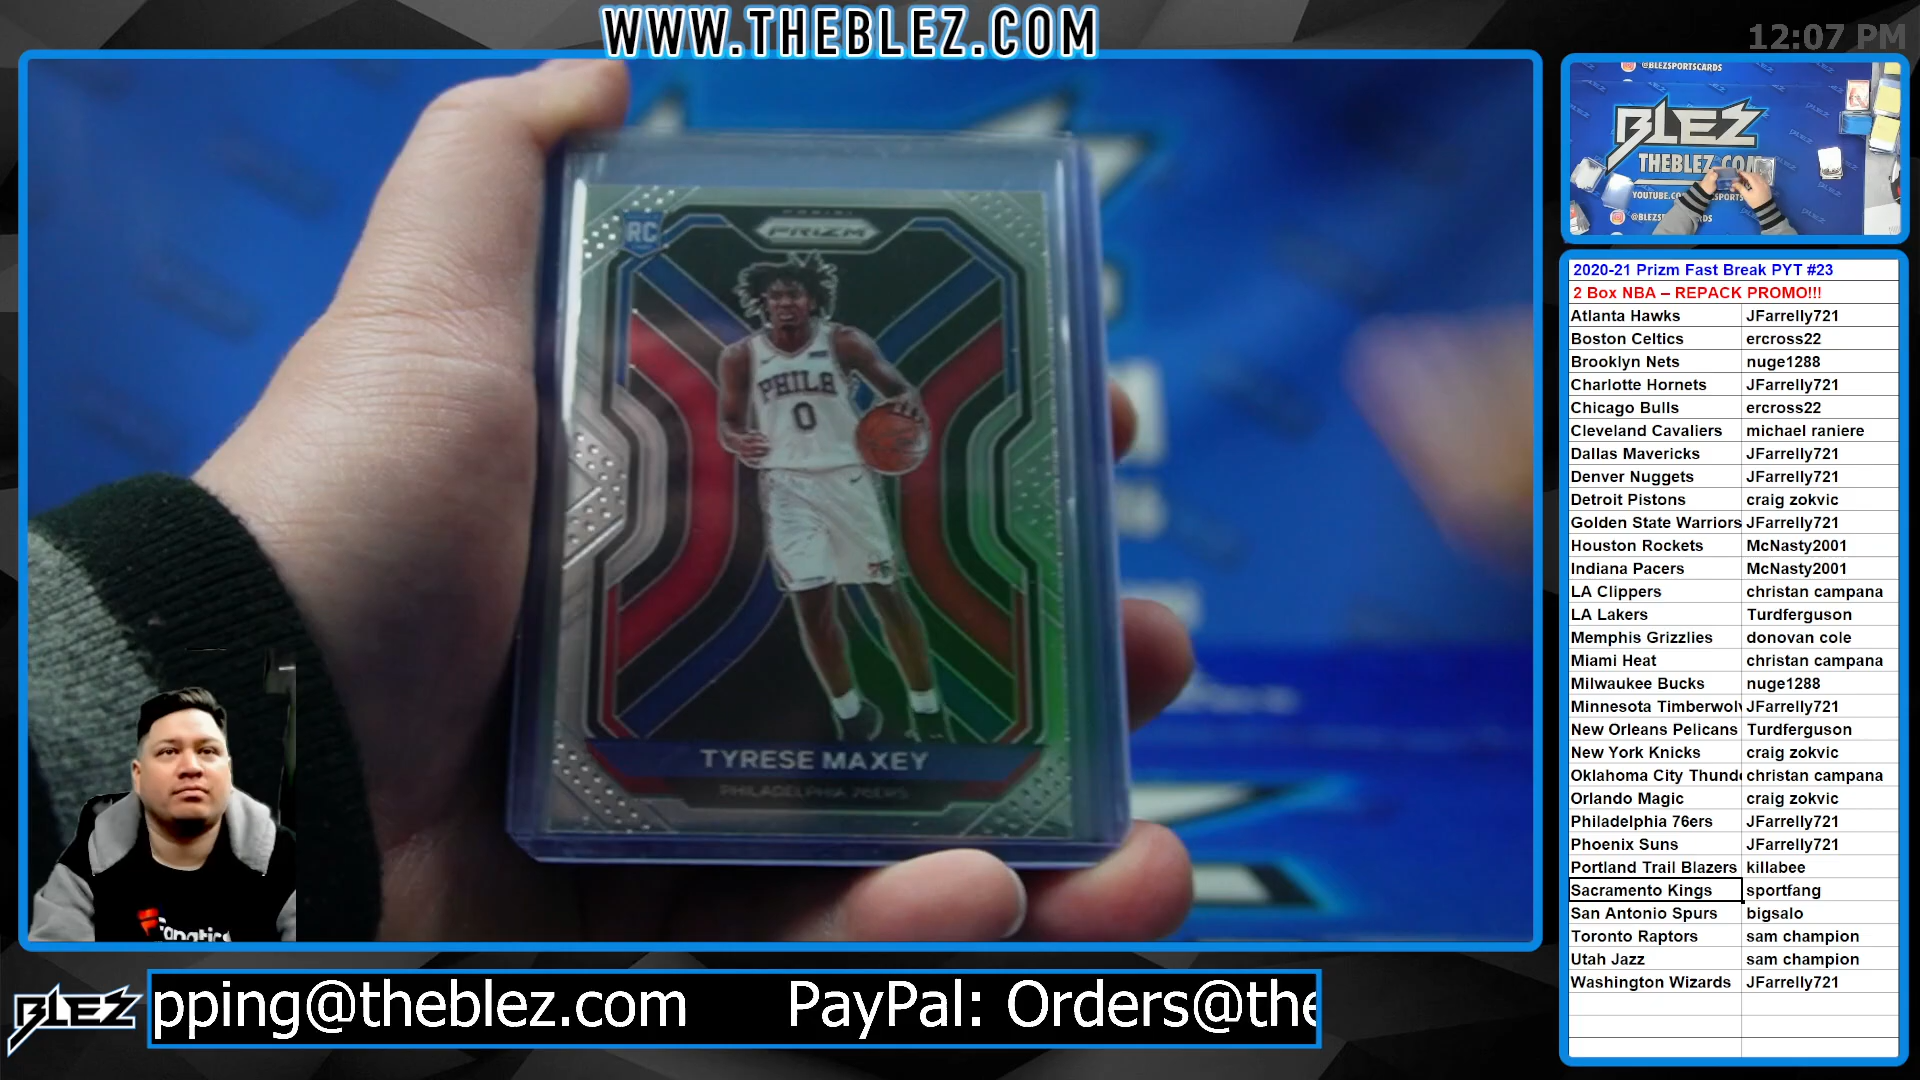 WWW.THEBLEZ.COM
12:07 PM
@BLEZSPORTSCARDS
BLEZ
THEBLEZ.COM
RC
PANINI
PRIZM
PHILA
0
TYRESE MAXEY
PHILADELPHIA 76ERS
Fanatics
2020-21 Prizm Fast Break PYT #23
2 Box NBA – REPACK PROMO!!!
Atlanta Hawks JFarrelly721
Boston Celtics ercross22
Brooklyn Nets nuge1288
Charlotte Hornets JFarrelly721
Chicago Bulls ercross22
Cleveland Cavaliers michael raniere
Dallas Mavericks JFarrelly721
Denver Nuggets JFarrelly721
Detroit Pistons craig zokvic
Golden State Warriors JFarrelly721
Houston Rockets McNasty2001
Indiana Pacers McNasty2001
LA Clippers christan campana
LA Lakers Turdferguson
Memphis Grizzlies donovan cole
Miami Heat christan campana
Milwaukee Bucks nuge1288
Minnesota Timberwolv JFarrelly721
New Orleans Pelicans Turdferguson
New York Knicks craig zokvic
Oklahoma City Thunde christan campana
Orlando Magic craig zokvic
Philadelphia 76ers JFarrelly721
Phoenix Suns JFarrelly721
Portland Trail Blazers killabee
Sacramento Kings sportfang
San Antonio Spurs bigsalo
Toronto Raptors sam champion
Utah Jazz sam champion
Washington Wizards JFarrelly721
BLEZ
pping@theblez.com PayPal: Orders@the